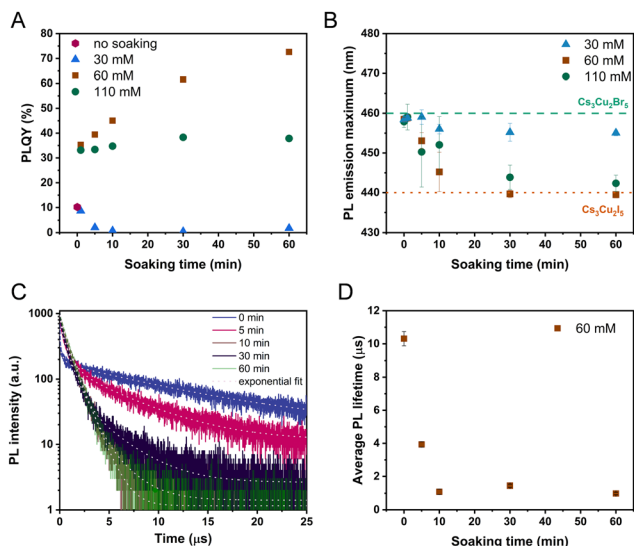 A
no soaking
30 mM
60 mM
110 mM
PLQY (%)
80
70
60
50
40
30
20
10
0
0 10 20 30 40 50 60
Soaking time (min)
B
30 mM
60 mM
110 mM
Cs₃Cu₂Br₅
Cs₃Cu₂I₅
PL emission maximum (nm)
480
470
460
450
440
430
0 10 20 30 40 50 60
Soaking time (min)
C
0 min
5 min
10 min
30 min
60 min
exponential fit
PL intensity (a.u.)
1000
100
10
1
0 5 10 15 20 25
Time (μs)
D
60 mM
Average PL lifetime (μs)
12
10
8
6
4
2
0
0 10 20 30 40 50 60
Soaking time (min)